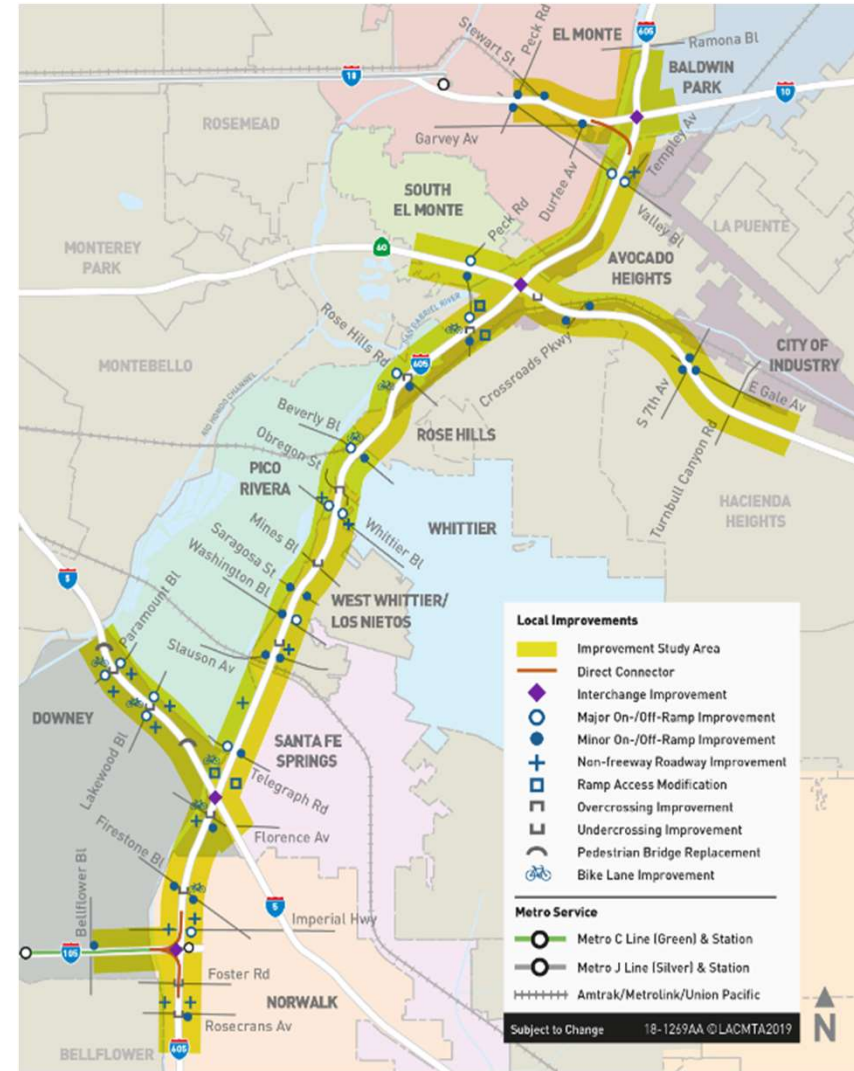 EL MONTE
605
Ramona Bl
Peck Rd
Stewart St
BALDWIN
PARK
10
10
ROSEMEAD
Garvey Av
Durfee Av
Temple Av
Valley Bl
LA PUENTE
SOUTH
EL MONTE
Peck Rd
60
MONTEREY
PARK
AVOCADO
HEIGHTS
SAN GABRIEL RIVER
Rose Hills Rd
605
Crossroads Pkwy
CITY OF
INDUSTRY
MONTEBELLO
RIO HONDO CHANNEL
S 7th Av
E Gale Av
Beverly Bl
ROSE HILLS
Turnbull Canyon Rd
Obregon St
PICO
RIVERA
HACIENDA
HEIGHTS
WHITTIER
Whittier Bl
Mines Bl
Saragosa St
Washington Bl
5
Paramount Bl
WEST WHITTIER/
LOS NIETOS
Slauson Av
DOWNEY
SANTA FE
SPRINGS
Lakewood Bl
Telegraph Rd
Florence Av
Firestone Bl
Bellflower Bl
5
Imperial Hwy
105
Foster Rd
NORWALK
Rosecrans Av
BELLFLOWER
605
Local Improvements
Improvement Study Area
Direct Connector
Interchange Improvement
Major On-/Off-Ramp Improvement
Minor On-/Off-Ramp Improvement
Non-freeway Roadway Improvement
Ramp Access Modification
Overcrossing Improvement
Undercrossing Improvement
Pedestrian Bridge Replacement
Bike Lane Improvement
Metro Service
Metro C Line (Green) & Station
Metro J Line (Silver) & Station
Amtrak/Metrolink/Union Pacific
Subject to Change 18-1269AA ©LACMTA2019
N